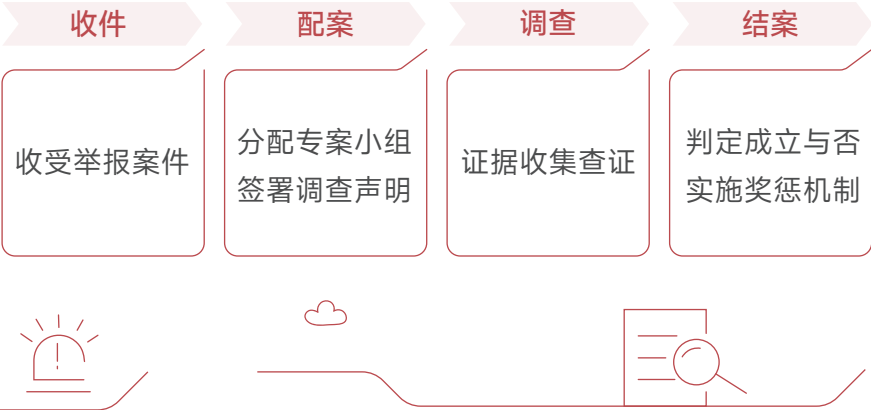 收件
配案
调查
结案
收受举报案件
分配专案小组
签署调查声明
证据收集查证
判定成立与否
实施奖惩机制